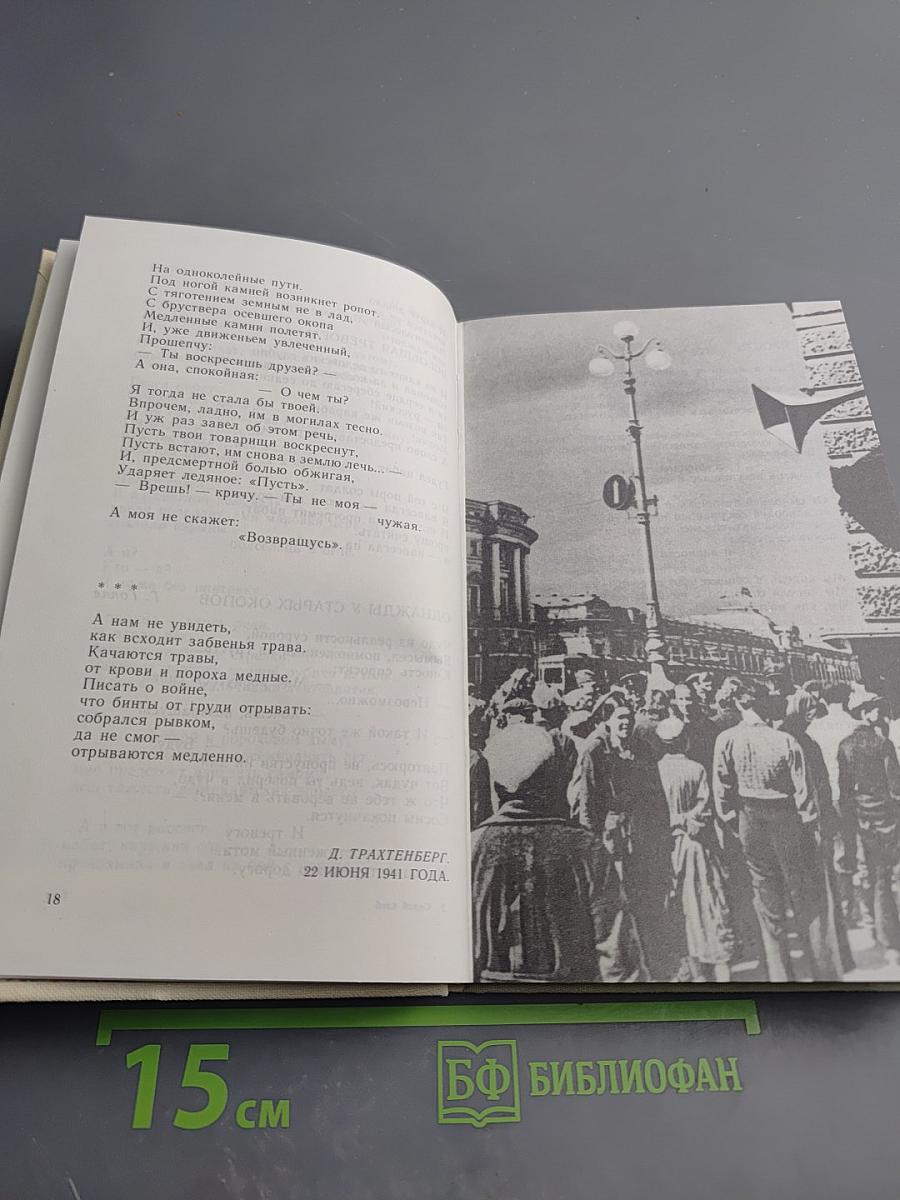 На одноколейные пути.
Под ногой камней возникнет ропот.
С тяготением земным не в лад,
С бруствера осевшего окопа
Медленные камни полетят.
И, уже движеньем увлеченный,
Прошепчу:
— Ты воскресишь друзей? —
А она, спокойная:
— О чем ты?
Я тогда не стала бы твоей.
Впрочем, ладно, им в могилах тесно.
И уж раз завел об этом речь,
Пусть твои товарищи воскреснут,
Пусть встают, им снова в землю лечь... —
И, предсмертной болью обжигая,
Ударяет ледяное: «Пусть».
— Врешь! — кричу. — Ты не моя —
чужая.
А моя не скажет:
«Возвращусь».
* * *
А нам не увидеть,
как всходит забвенья трава.
Качаются травы,
от крови и пороха медные.
Писать о войне,
что бинты от груди отрывать:
собрался рывком,
да не смог —
отрываются медленно.
Д. ТРАХТЕНБЕРГ.
22 ИЮНЯ 1941 ГОДА.
18
15 см
БФ БИБЛИОФАН